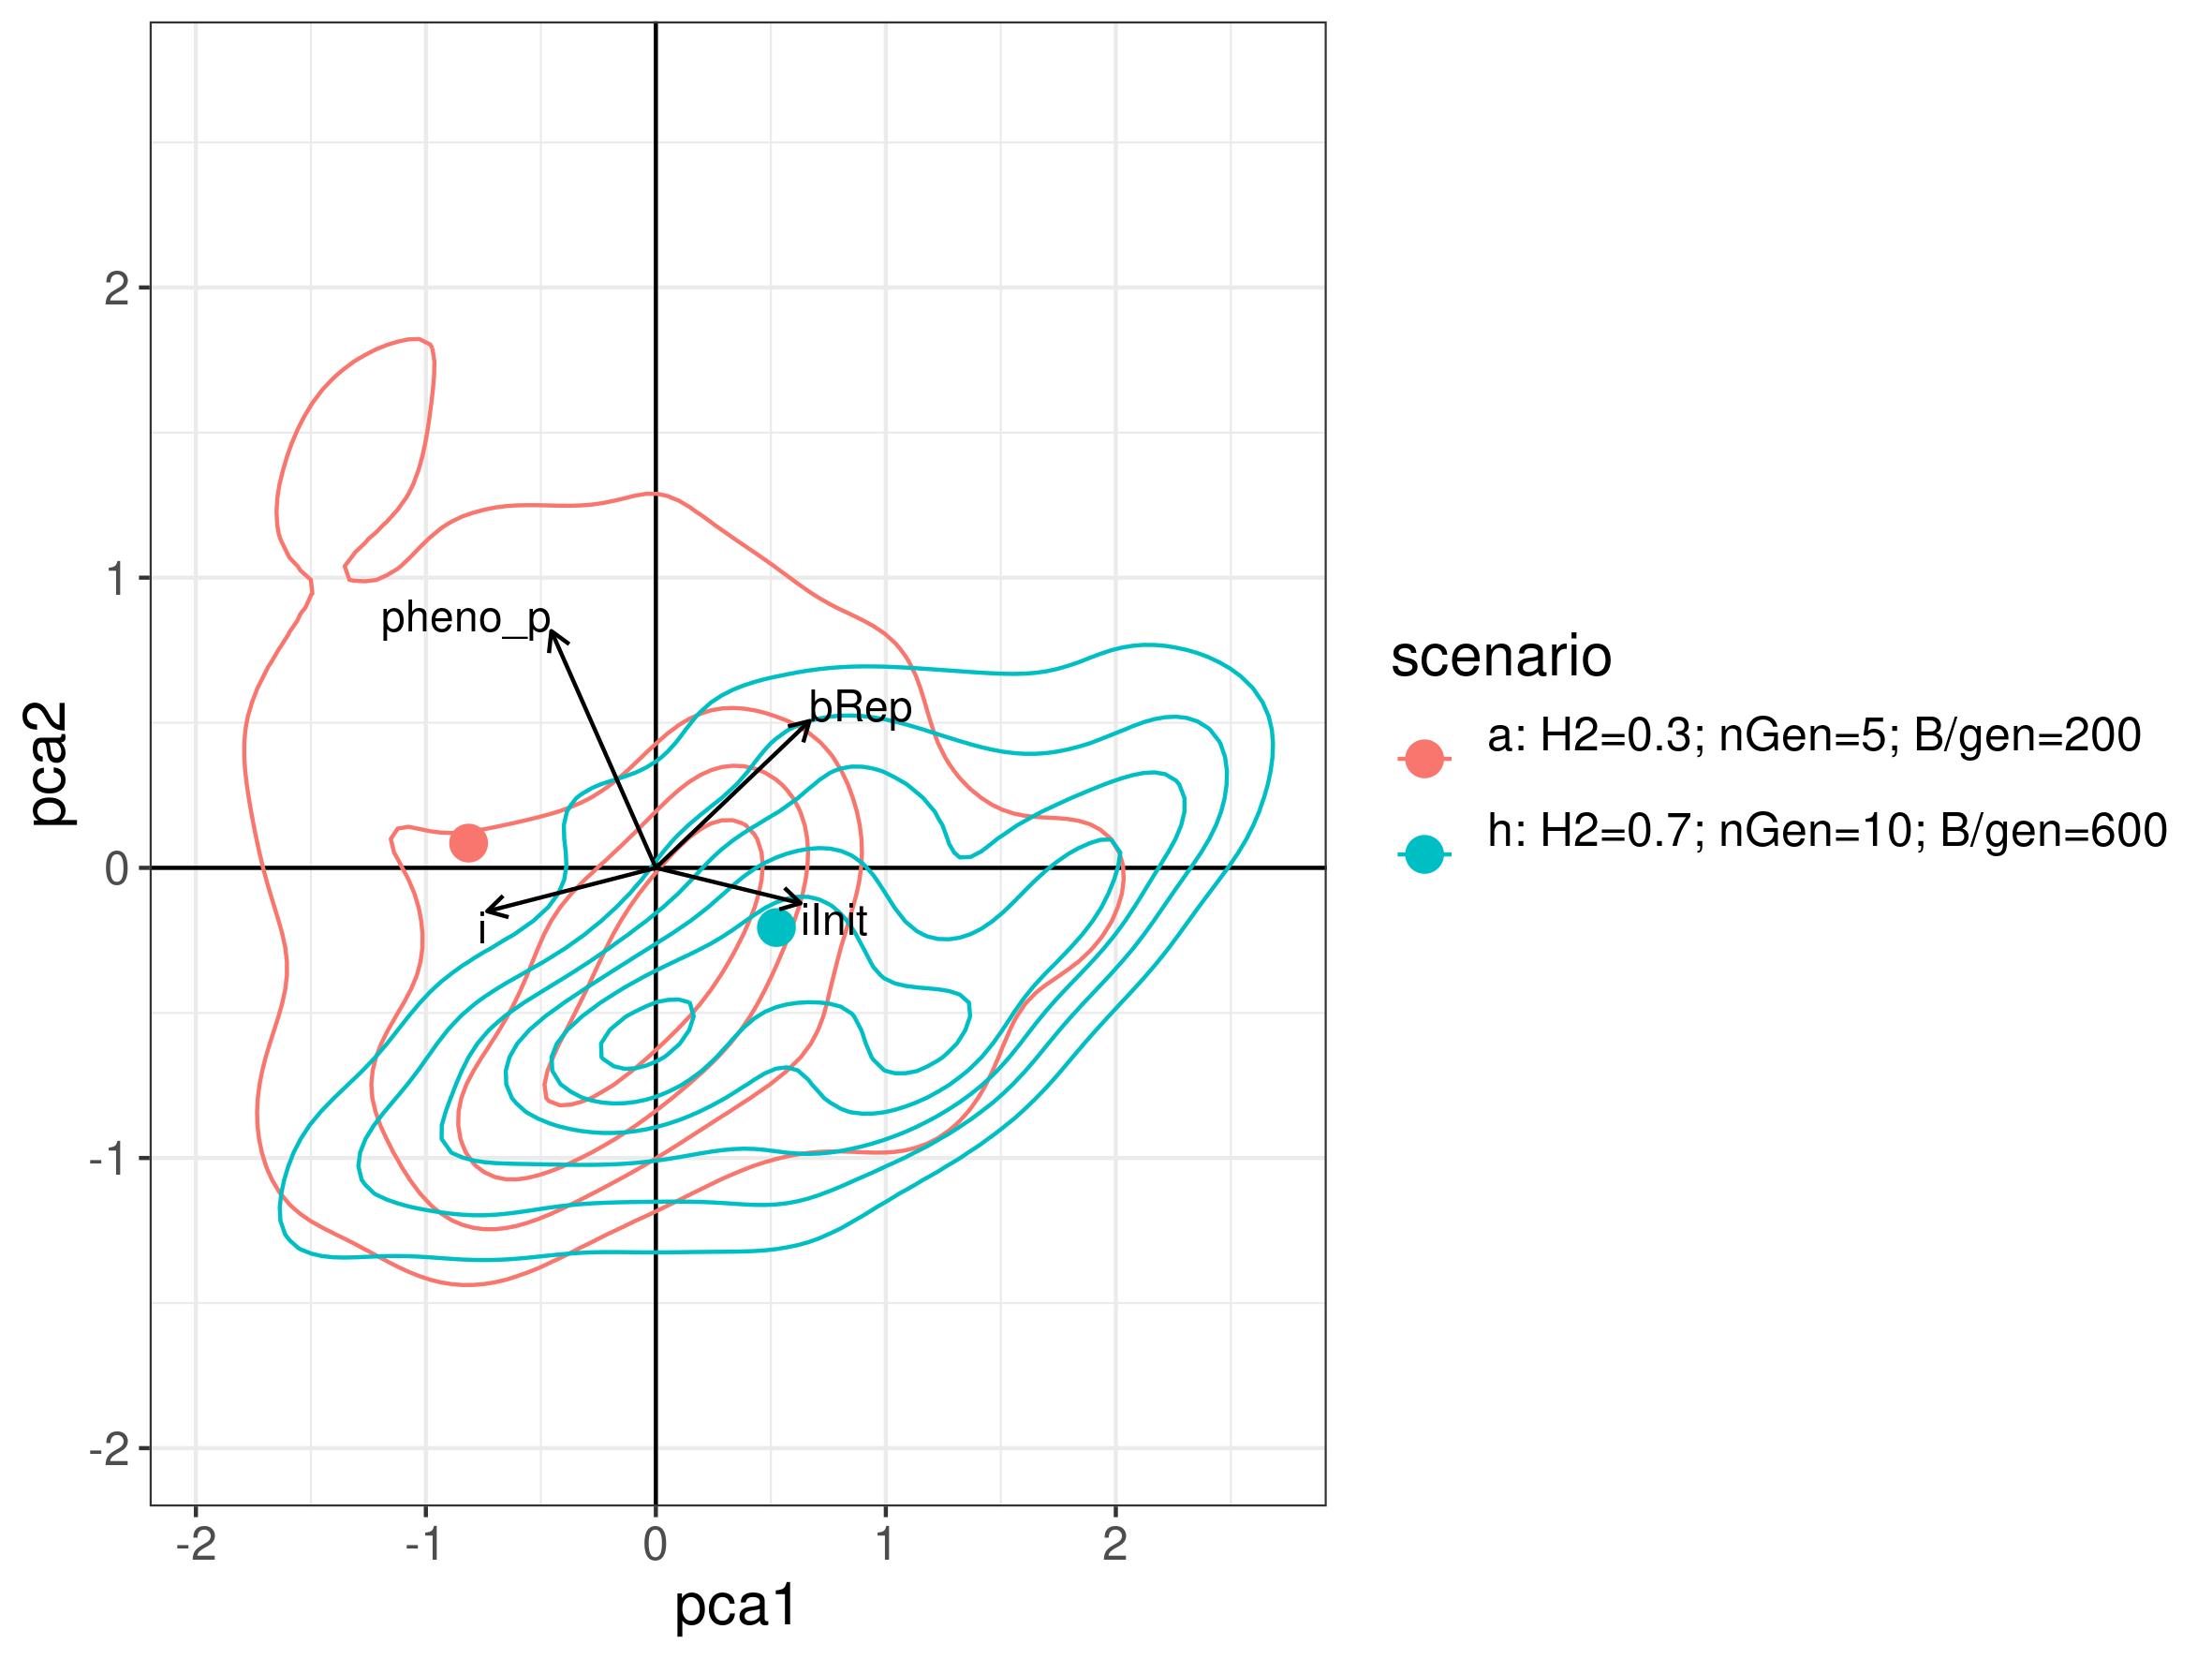 pca2
2
1
0
-1
-2
-2
-1
0
1
2
pca1
pheno_p
bRep
i
iInit
scenario
a: H2=0.3; nGen=5; B/gen=200
h: H2=0.7; nGen=10; B/gen=600